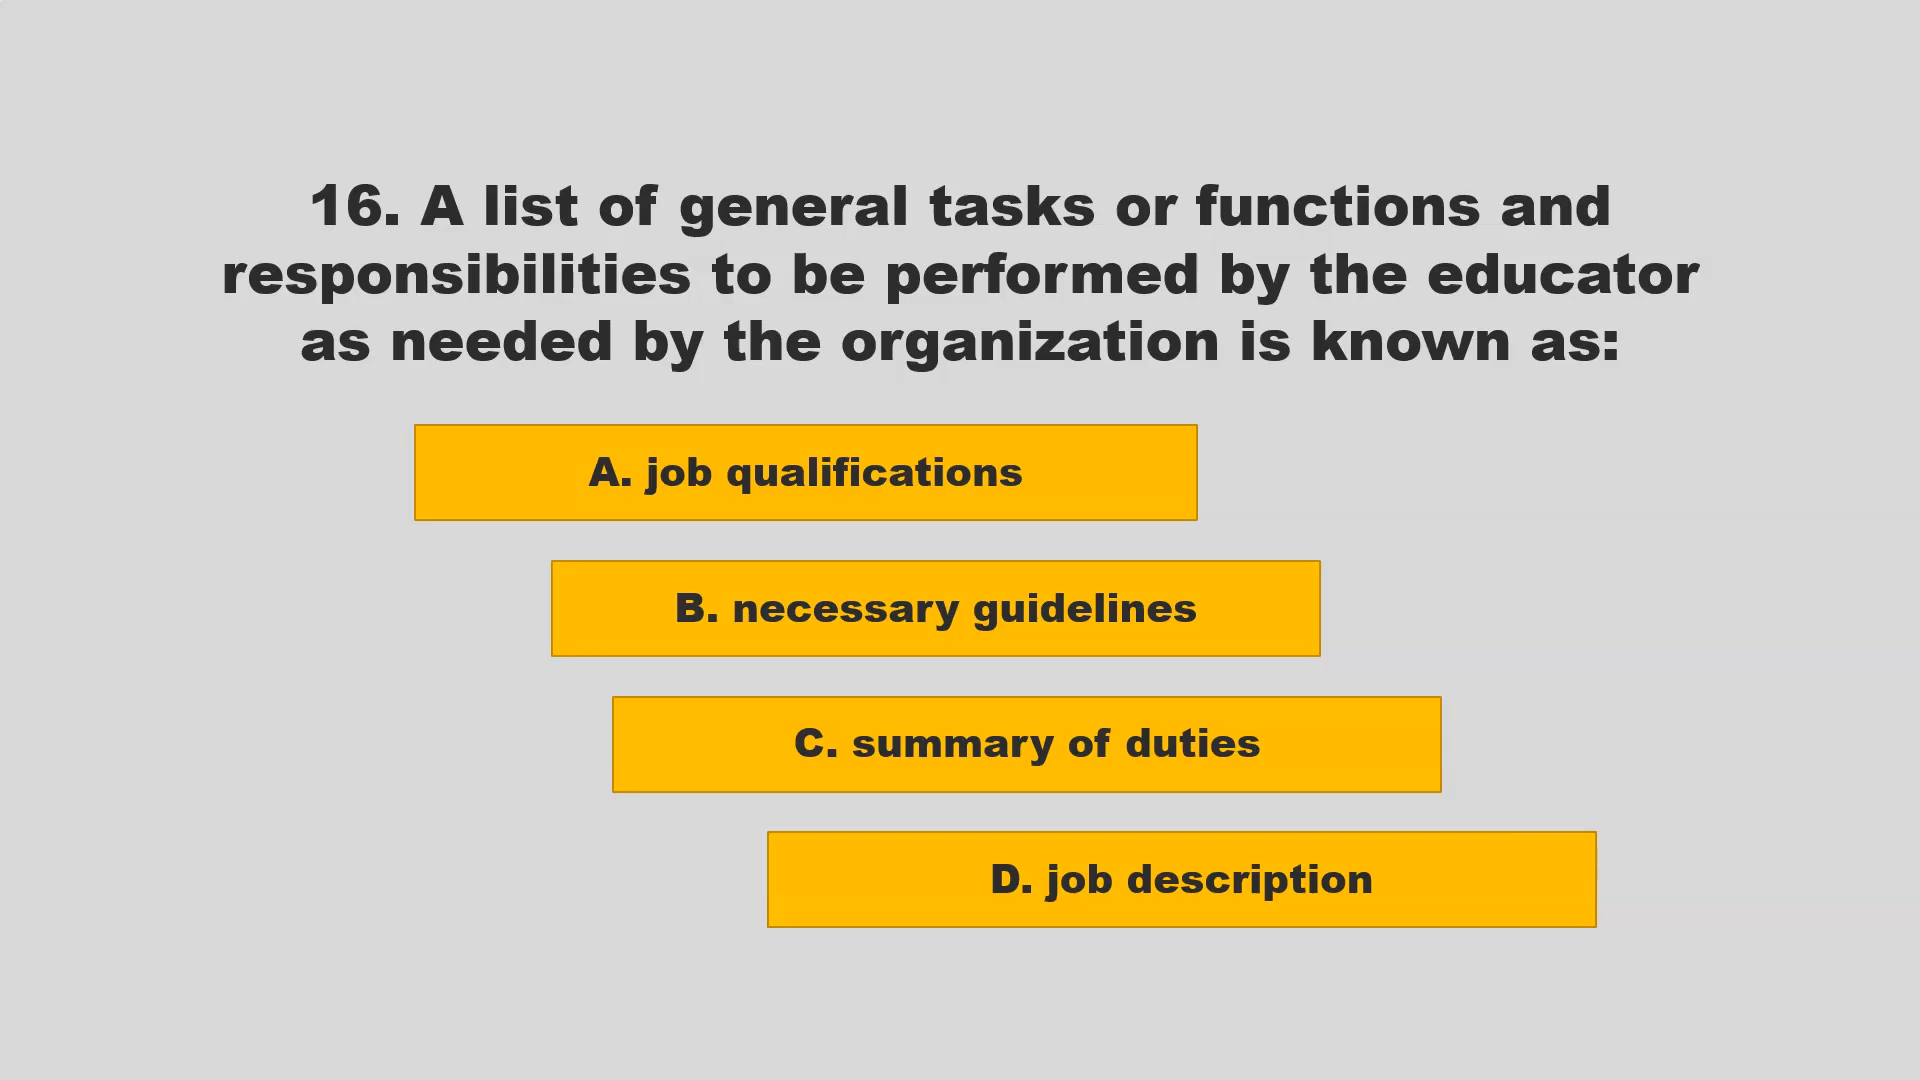 16. A list of general tasks or functions and
responsibilities to be performed by the educator
as needed by the organization is known as:
A. job qualifications
B. necessary guidelines
C. summary of duties
D. job description